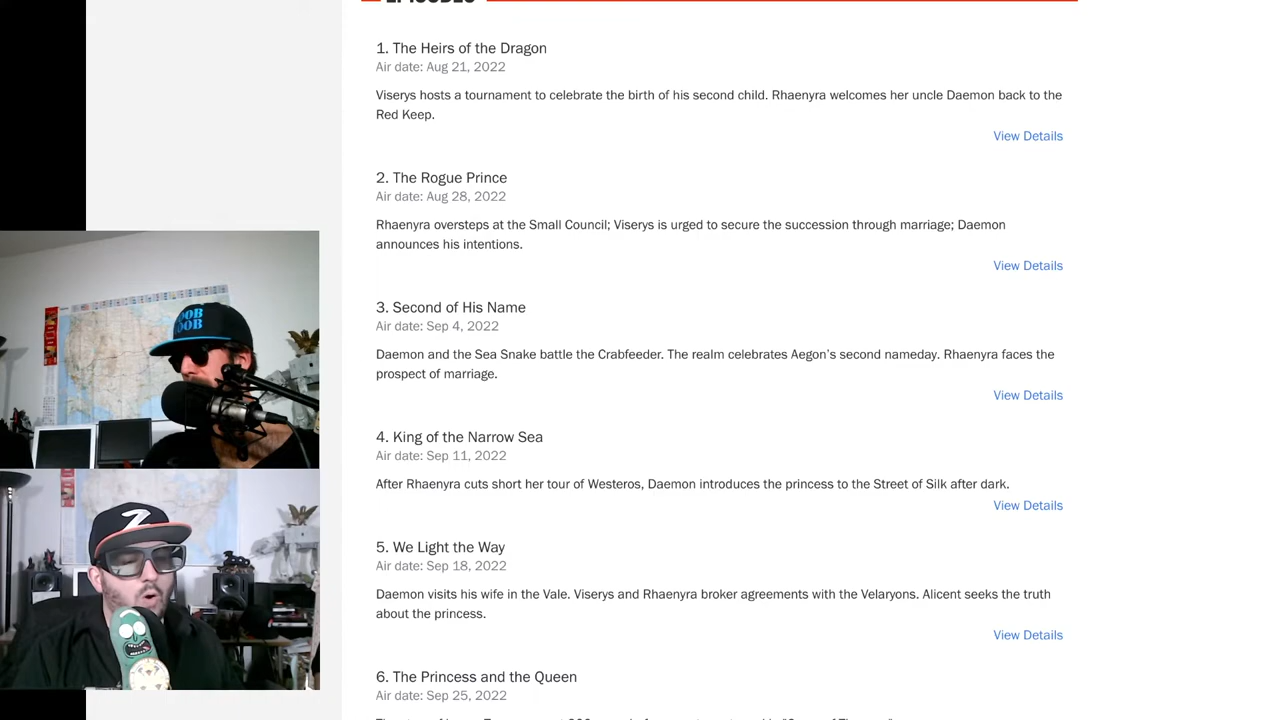 1. The Heirs of the Dragon
Air date: Aug 21, 2022
Viserys hosts a tournament to celebrate the birth of his second child. Rhaenyra welcomes her uncle Daemon back to the
Red Keep.
View Details
2. The Rogue Prince
Air date: Aug 28, 2022
Rhaenyra oversteps at the Small Council; Viserys is urged to secure the succession through marriage; Daemon
announces his intentions.
View Details
3. Second of His Name
Air date: Sep 4, 2022
Daemon and the Sea Snake battle the Crabfeeder. The realm celebrates Aegon’s second nameday. Rhaenyra faces the
prospect of marriage.
View Details
4. King of the Narrow Sea
Air date: Sep 11, 2022
After Rhaenyra cuts short her tour of Westeros, Daemon introduces the princess to the Street of Silk after dark.
View Details
5. We Light the Way
Air date: Sep 18, 2022
Daemon visits his wife in the Vale. Viserys and Rhaenyra broker agreements with the Velaryons. Alicent seeks the truth
about the princess.
View Details
6. The Princess and the Queen
Air date: Sep 25, 2022
Z